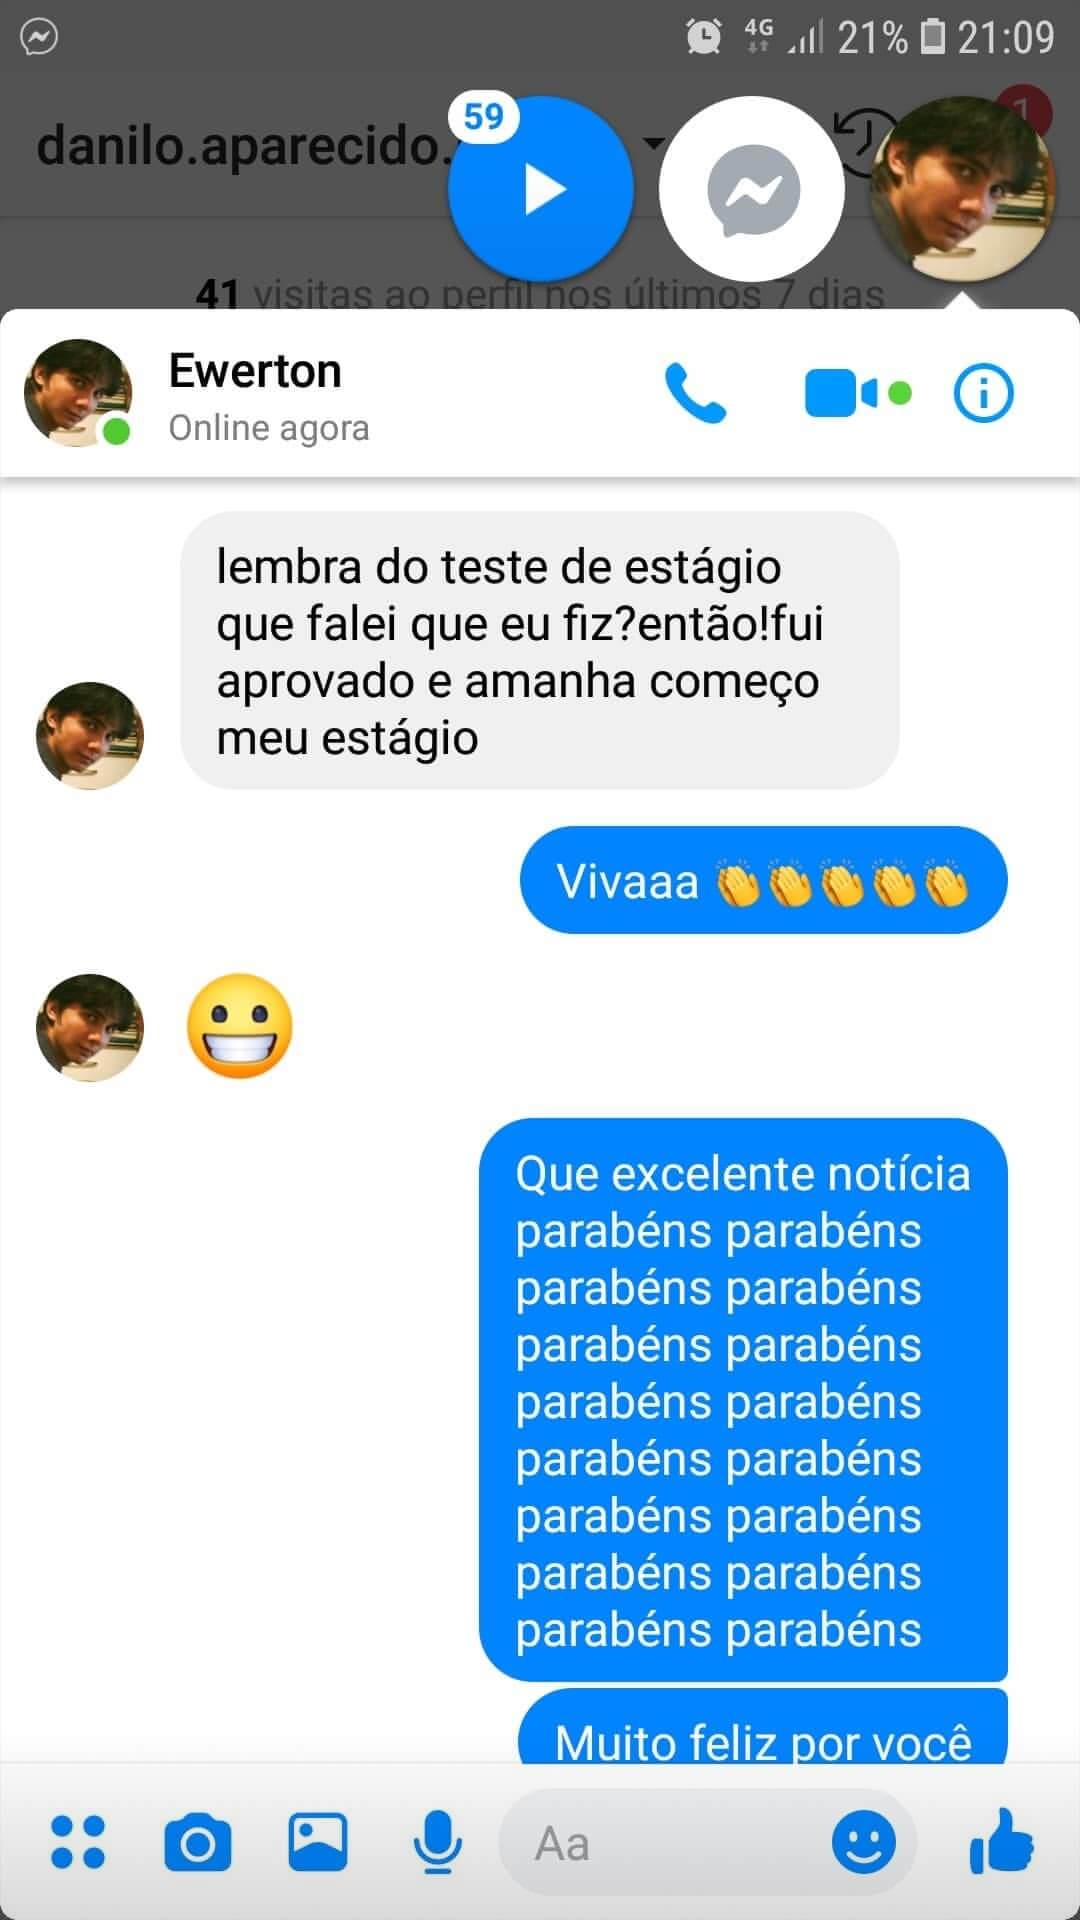 4G 21% 21:09
danilo.aparecido.
59
1
41 visitas ao perfil nos últimos 7 dias
Ewerton
Online agora
lembra do teste de estágio
que falei que eu fiz?então!fui
aprovado e amanha começo
meu estágio
Vivaaa 👏👏👏👏👏
😀
Que excelente notícia
parabéns parabéns
parabéns parabéns
parabéns parabéns
parabéns parabéns
parabéns parabéns
parabéns parabéns
parabéns parabéns
parabéns parabéns
Muito feliz por você
Aa